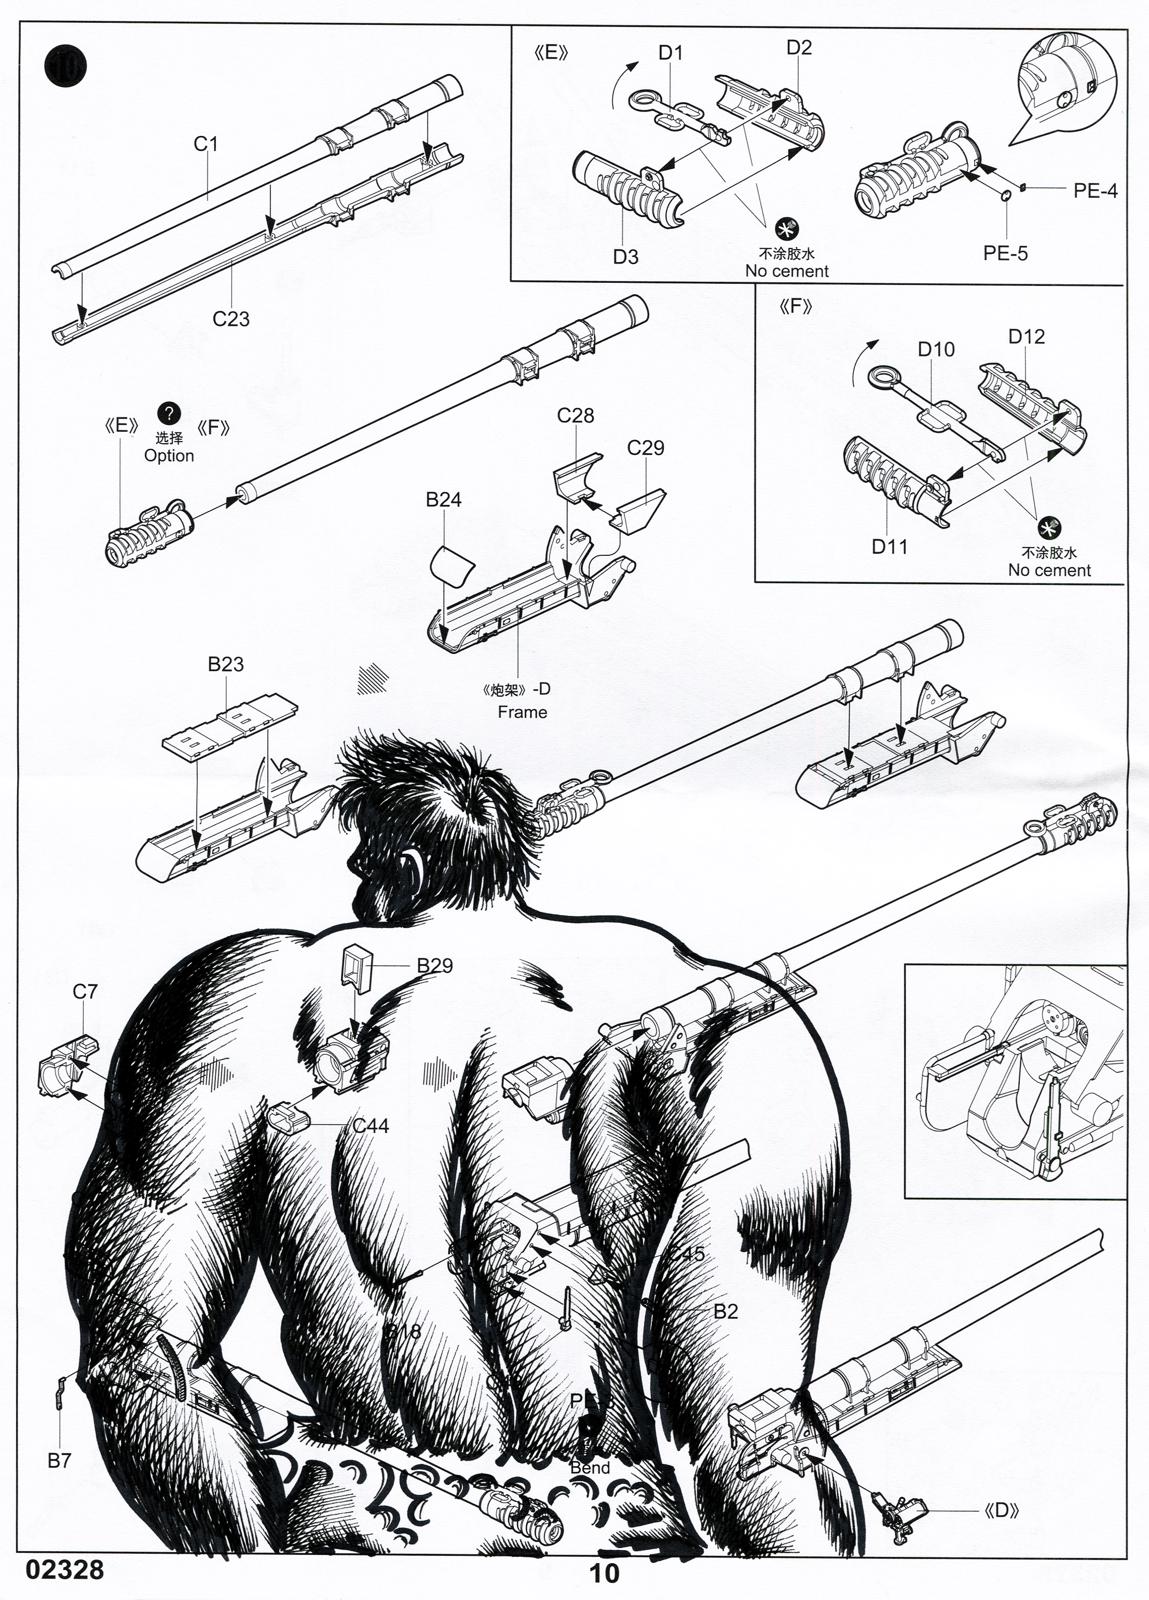 10
C1
C23
《E》
D1
D2
D3
不涂胶水
No cement
PE-4
PE-5
《F》
D10
D12
D11
不涂胶水
No cement
《E》
?
选择
Option
《F》
C28
C29
B24
《炮架》-D
Frame
B23
B29
C7
C44
C45
B2
B18
B7
Bend
《D》
02328
10